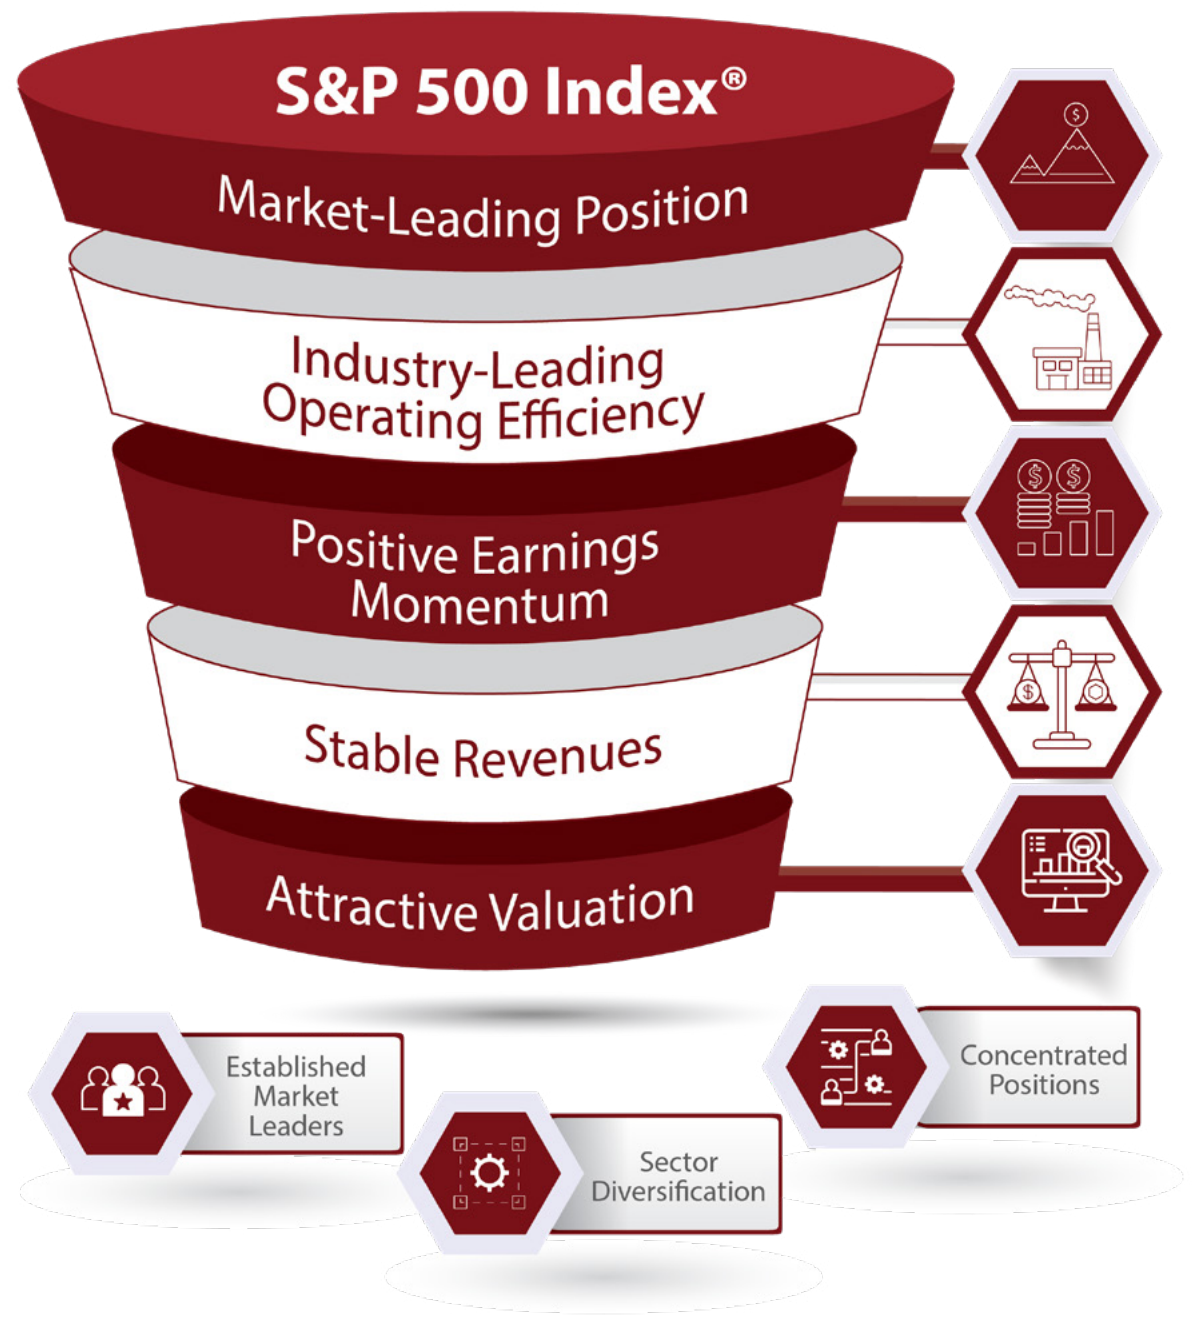 S&P 500 Index®
Market-Leading Position
Industry-Leading
Operating Efficiency
Positive Earnings
Momentum
Stable Revenues
Attractive Valuation
Established
Market
Leaders
Sector
Diversification
Concentrated
Positions